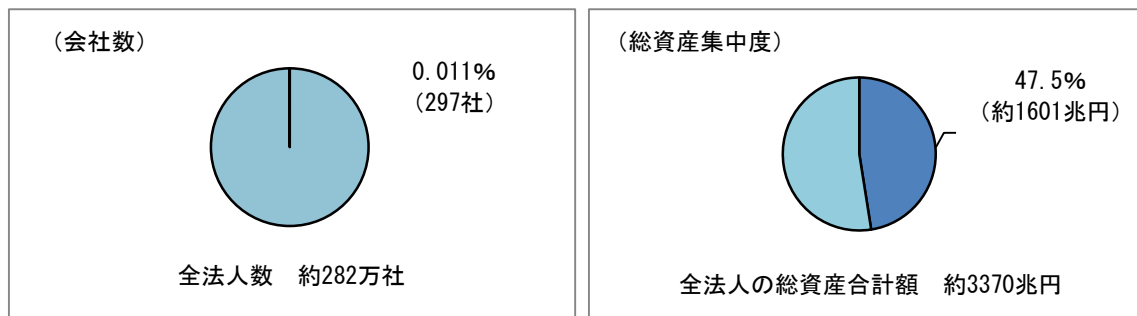 （会社数）
0.011%
（297社）
全法人数　約282万社
（総資産集中度）
47.5%
（約1601兆円）
全法人の総資産合計額　約3370兆円